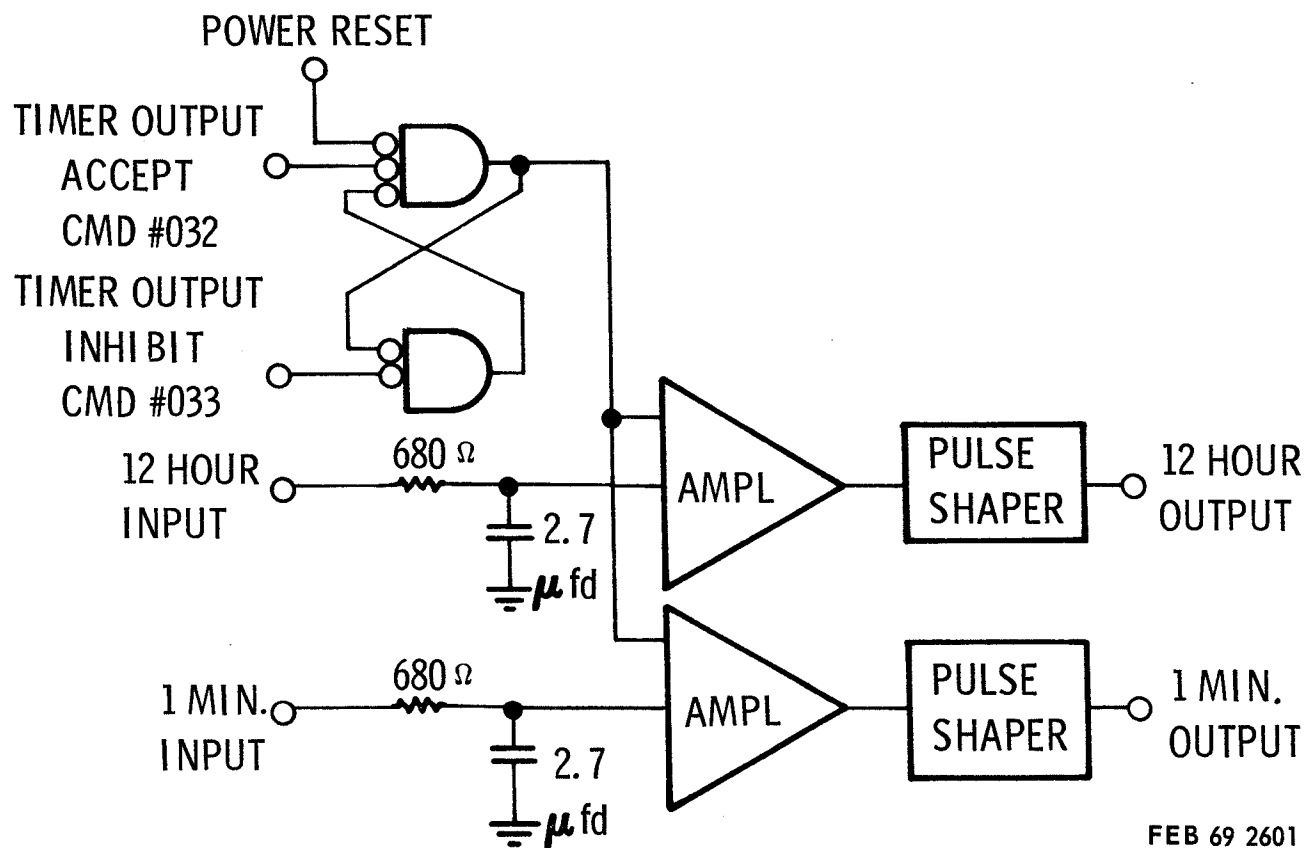 POWER RESET
TIMER OUTPUT
ACCEPT
CMD #032
TIMER OUTPUT
INHIBIT
CMD #033
12 HOUR
INPUT
680 Ω
2.7
μfd
AMPL
PULSE
SHAPER
12 HOUR
OUTPUT
1 MIN.
INPUT
680 Ω
2.7
μfd
AMPL
PULSE
SHAPER
1 MIN.
OUTPUT
FEB 69 2601